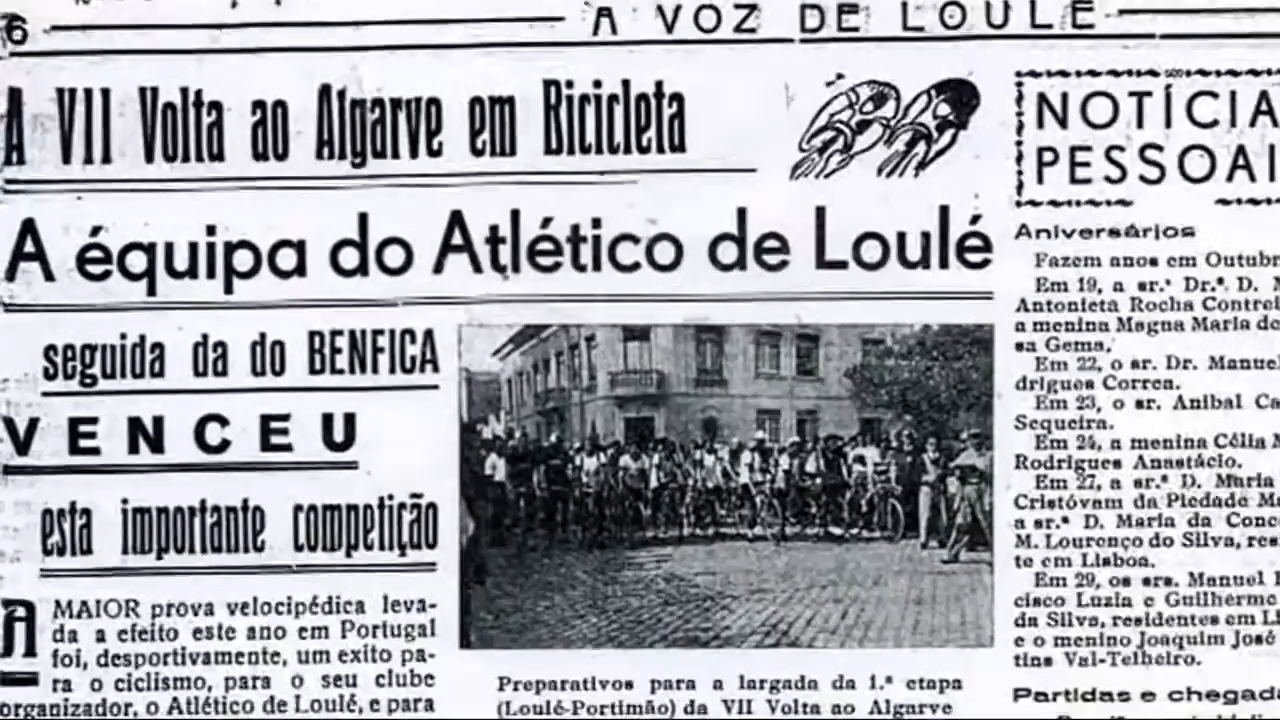 6
A VOZ DE LOULÉ
A VII Volta ao Algarve em Bicicleta
A équipa do Atlético de Loulé
seguida da do BENFICA
VENCEU
esta importante competição
A MAIOR prova velocipédica leva-
da a efeito este ano em Portugal
foi, desportivamente, um exito pa-
ra o ciclismo, para o seu clube
organizador, o Atlético de Loulé, e para
Preparativos para a largada da 1.ª etapa
(Loulé-Portimão) da VII Volta ao Algarve
NOTÍCIA
PESSOAI
Aniversários
Fazem anos em Outubr
Em 19, a sr.ª Dr.ª D. M
Antonieta Rocha Contrei
a menina Magna Maria de
sa Gema,
Em 22, o sr. Dr. Manuel
drigues Correa.
Em 23, o sr. Anibal Ca
Sequeira.
Em 24, a menina Célia M
Rodrigues Anastácio.
Em 27, a sr.ª D. Maria
Cristóvam da Piedade Ma
a sr.ª D. Maria da Conc
M. Lourenço do Silva, res
te em Lisboa.
Em 29, os srs. Manuel
cisco Luzia e Guilherme
da Silva, residentes em Li
e o menino Joaquim José
tins Val-Telheiro.
Partidas e chegad